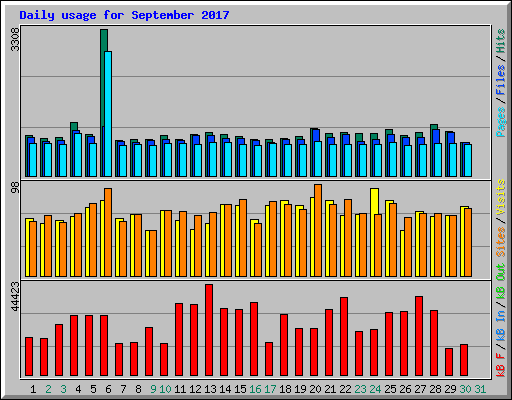 Daily usage for September 2017
3308
Pages / Files / Hits
98
Sites / Visits
44423
kB F / kB In / kB Out
1 2 3 4 5 6 7 8 9 10 11 12 13 14 15 16 17 18 19 20 21 22 23 24 25 26 27 28 29 30 31